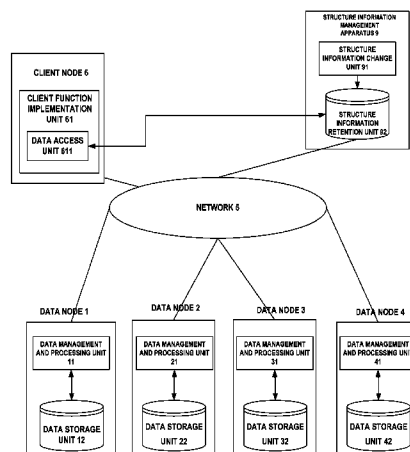 STRUCTURE INFORMATION
MANAGEMENT
APPARATUS 9
STRUCTURE
INFORMATION CHANGE
UNIT 91
STRUCTURE
INFORMATION
RETENTION UNIT 92
CLIENT NODE 6
CLIENT FUNCTION
IMPLEMENTATION
UNIT 61
DATA ACCESS
UNIT 611
NETWORK 5
DATA NODE 1
DATA MANAGEMENT
AND PROCESSING UNIT
11
DATA STORAGE
UNIT 12
DATA NODE 2
DATA MANAGEMENT
AND PROCESSING UNIT
21
DATA STORAGE
UNIT 22
DATA NODE 3
DATA MANAGEMENT
AND PROCESSING UNIT
31
DATA STORAGE
UNIT 32
DATA NODE 4
DATA MANAGEMENT
AND PROCESSING UNIT
41
DATA STORAGE
UNIT 42